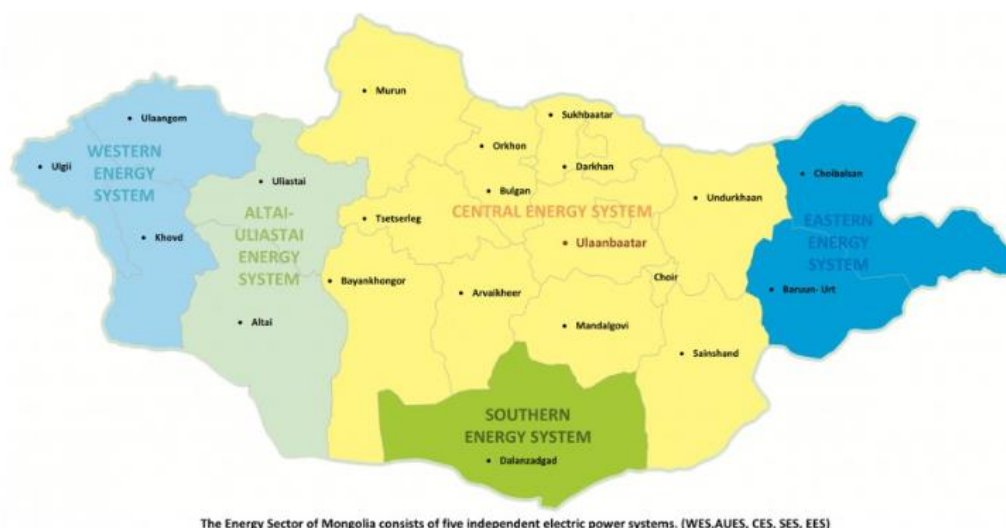 Murun
Sukhbaatar
Ulaangom
Orkhon
WESTERN
ENERGY
SYSTEM
Ulgii
Darkhan
Uliastai
Choibalsan
Bulgan
Undurkhaan
ALTAI-
ULIASTAI
ENERGY
SYSTEM
Tsetserleg
CENTRAL ENERGY SYSTEM
EASTERN
ENERGY
SYSTEM
Khovd
Ulaanbaatar
Bayankhongor
Choir
Arvaikheer
Baruun- Urt
Altai
Mandalgovi
Sainshand
SOUTHERN
ENERGY SYSTEM
Dalanzadgad
The Energy Sector of Mongolia consists of five independent electric power systems. (WES,AUES, CES, SES, EES)